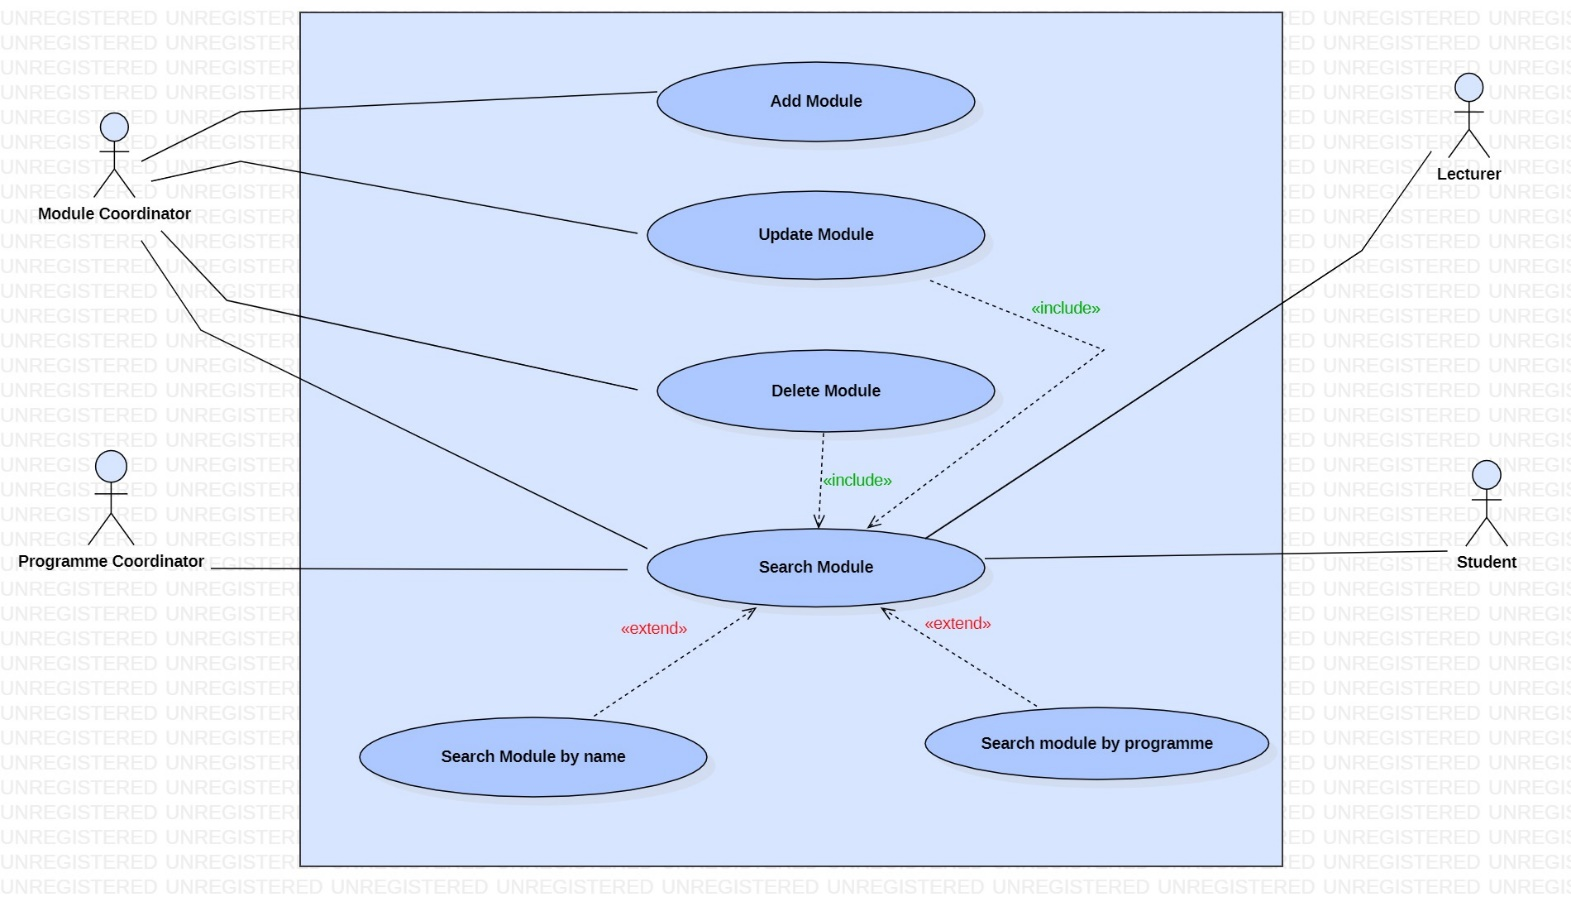 Add Module
Lecturer
Module Coordinator
Update Module
«include»
Delete Module
«include»
Programme Coordinator
Search Module
Student
«extend»
«extend»
Search Module by name
Search module by programme
UNREGISTERED UNREGISTERED UNREGISTERED UNREGISTERED UNREGISTERED UNREGISTERED UNREGISTERED UNREGISTERED UNREGISTERED